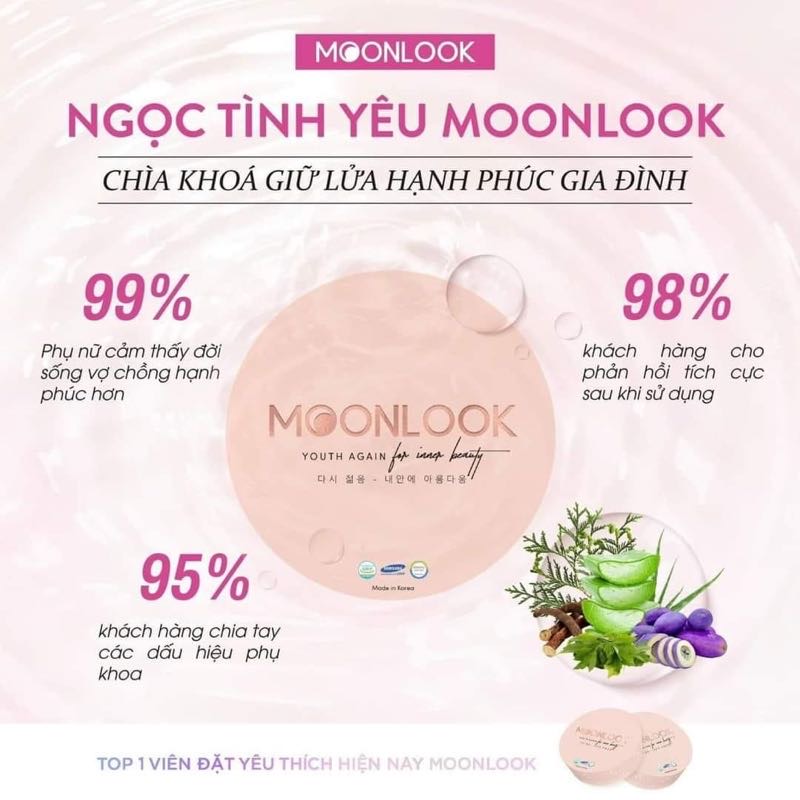 MOONLOOK
NGỌC TÌNH YÊU MOONLOOK
CHÌA KHOÁ GIỮ LỬA HẠNH PHÚC GIA ĐÌNH
99%
Phụ nữ cảm thấy đời
sống vợ chồng hạnh
phúc hơn
98%
khách hàng cho
phản hồi tích cực
sau khi sử dụng
MOONLOOK
YOUTH AGAIN for inner beauty
다시 젊음 - 내안에 아름다움
95%
khách hàng chia tay
các dấu hiệu phụ
khoa
SAMSUNG
Made in Korea
MOONLOOK
TOP 1 VIÊN ĐẶT YÊU THÍCH HIỆN NAY MOONLOOK